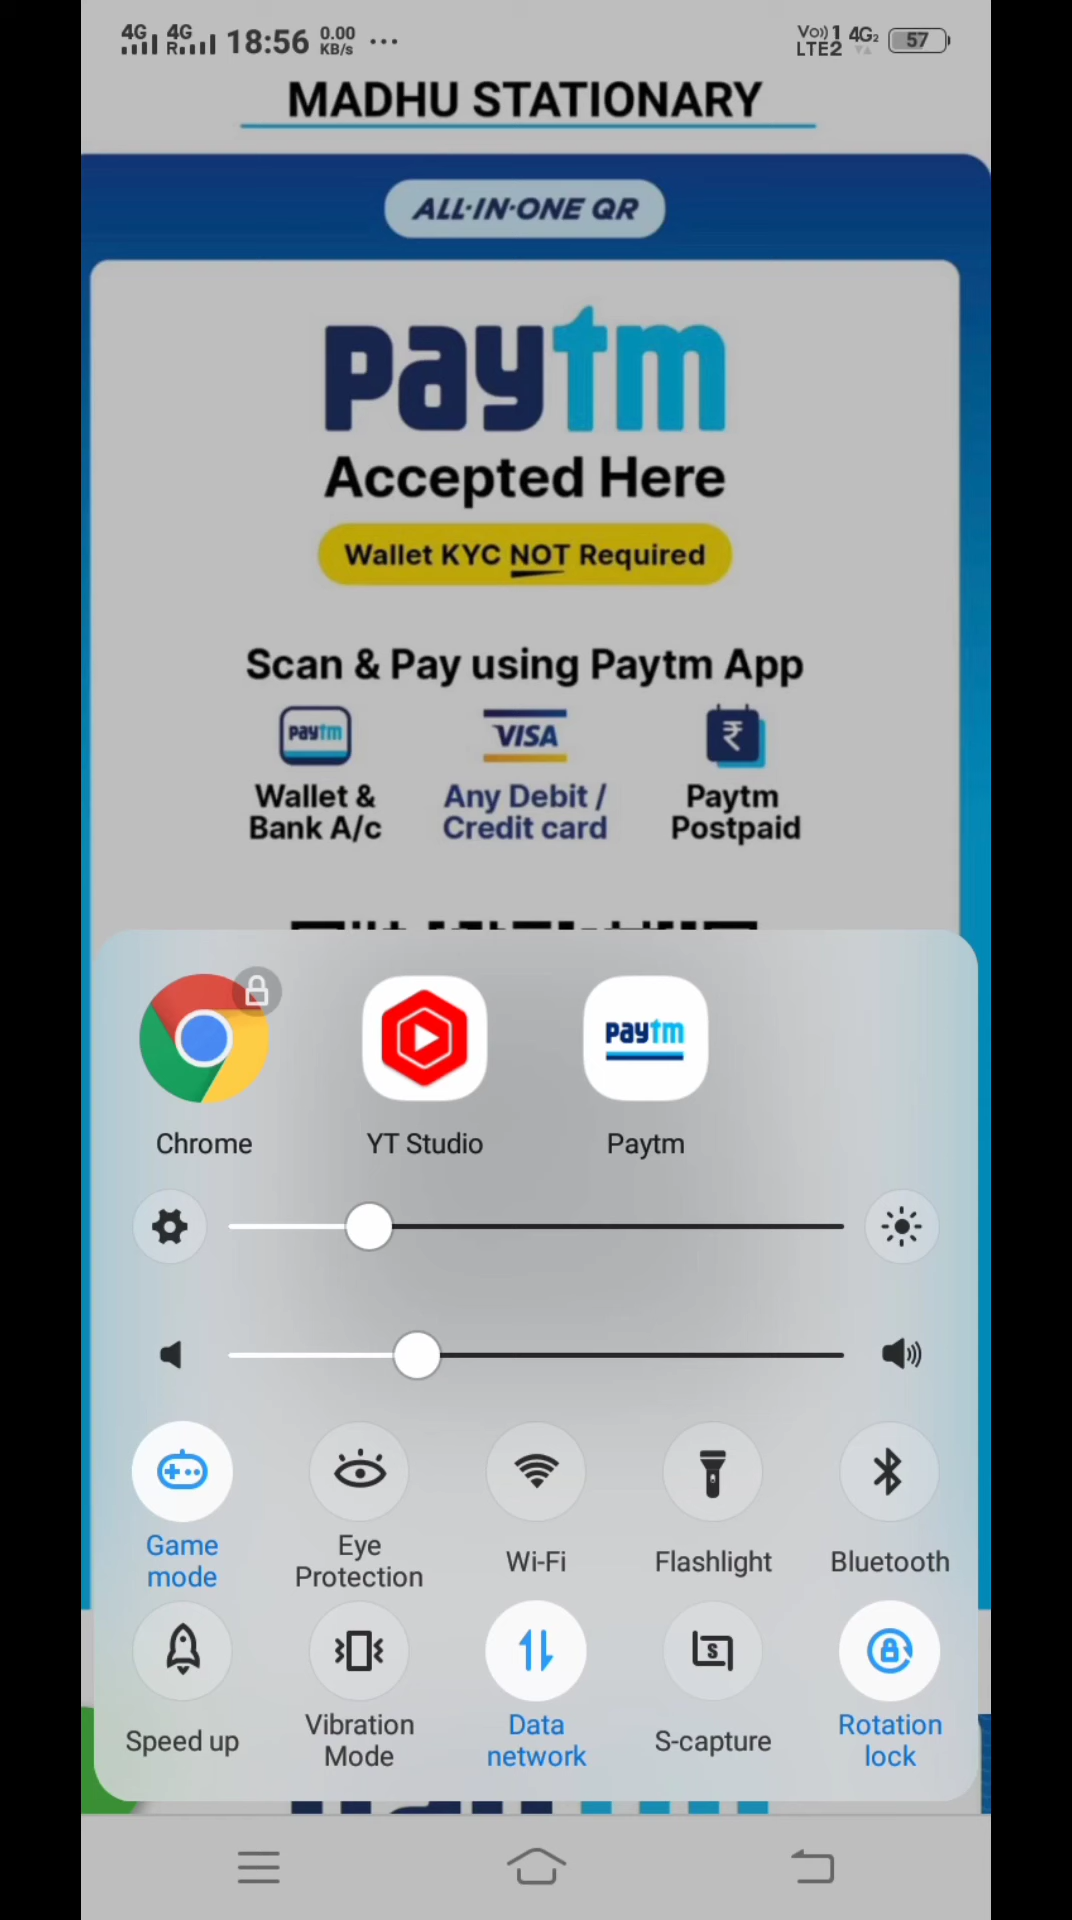 4G 4G R 18:56 0.00 KB/s ... Vo)) 1 LTE2 4G2 57
MADHU STATIONARY
ALL-IN-ONE QR
paytm
Accepted Here
Wallet KYC NOT Required
Scan & Pay using Paytm App
paytm VISA ₹
Wallet & Any Debit / Paytm
Bank A/c Credit card Postpaid
paytm
Chrome YT Studio Paytm
Game mode
Eye Protection
Wi-Fi
Flashlight
Bluetooth
S
Speed up
Vibration Mode
Data network
S-capture
Rotation lock